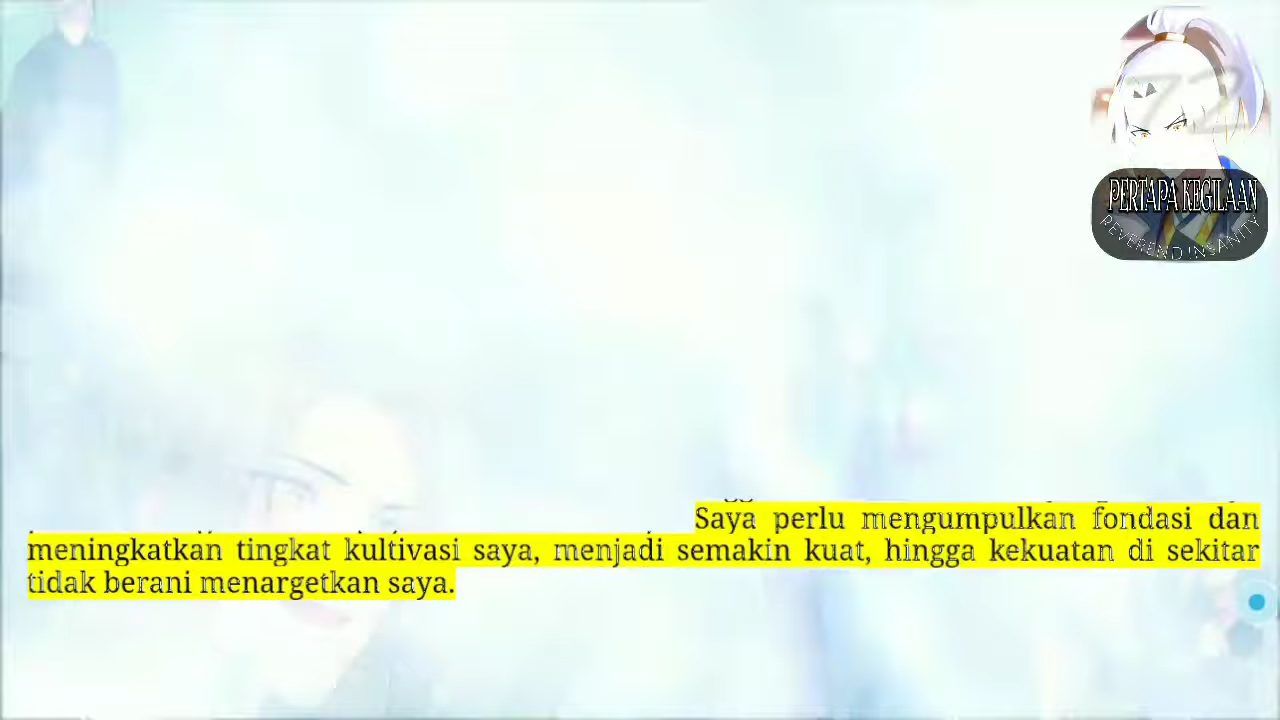 72
PERTAPA KEGILAAN
REVEREND INSANITY
Saya perlu mengumpulkan fondasi dan
meningkatkan tingkat kultivasi saya, menjadi semakin kuat, hingga kekuatan di sekitar
tidak berani menargetkan saya.